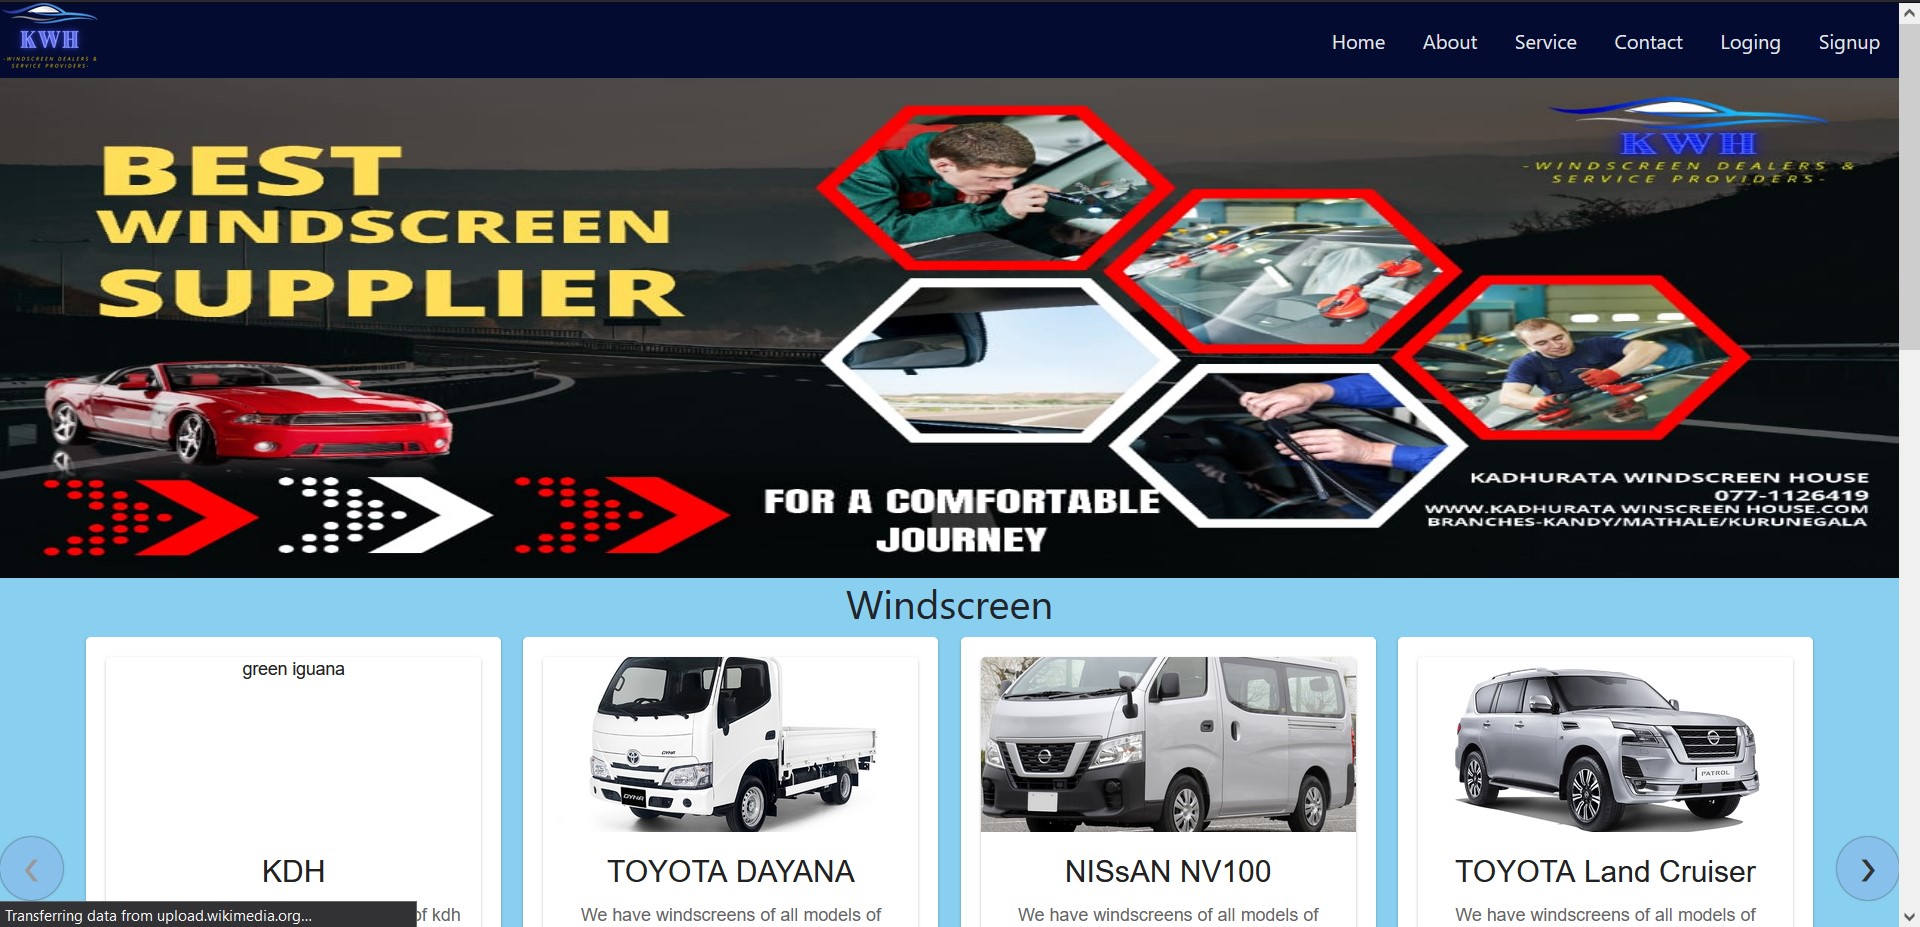 KWH
-WINDSCREEN DEALERS &
SERVICE PROVIDERS-
Home About Service Contact Loging Signup
KWH
-WINDSCREEN DEALERS &
SERVICE PROVIDERS-
BEST
WINDSCREEN
SUPPLIER
FOR A COMFORTABLE
JOURNEY
KADHURATA WINDSCREEN HOUSE
077-1126419
WWW.KADHURATA WINSCREEN HOUSE.COM
BRANCHES-KANDY/MATHALE/KURUNEGALA
Windscreen
green iguana
DYNA
DYNA
PATROL
KDH
TOYOTA DAYANA
NISsAN NV100
TOYOTA Land Cruiser
of kdh
We have windscreens of all models of
We have windscreens of all models of
We have windscreens of all models of
Transferring data from upload.wikimedia.org...